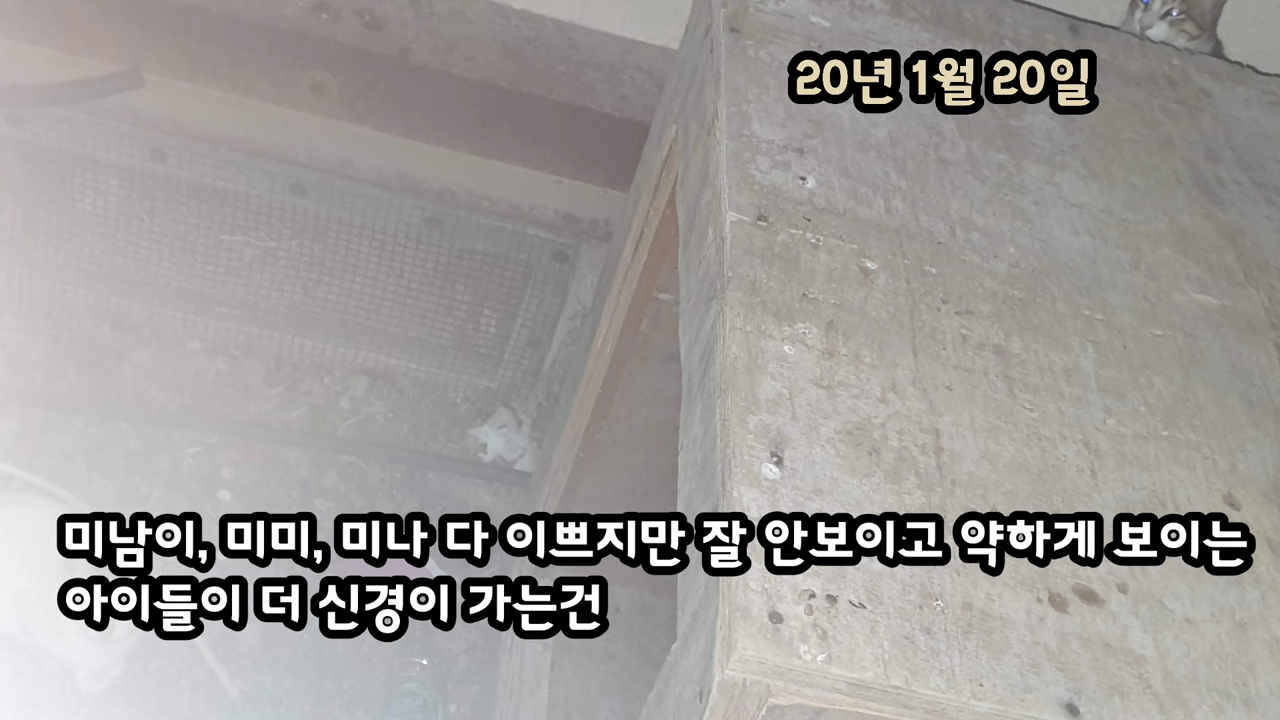 20년 1월 20일
미남이, 미미, 미나 다 이쁘지만 잘 안보이고 약하게 보이는
아이들이 더 신경이 가는건